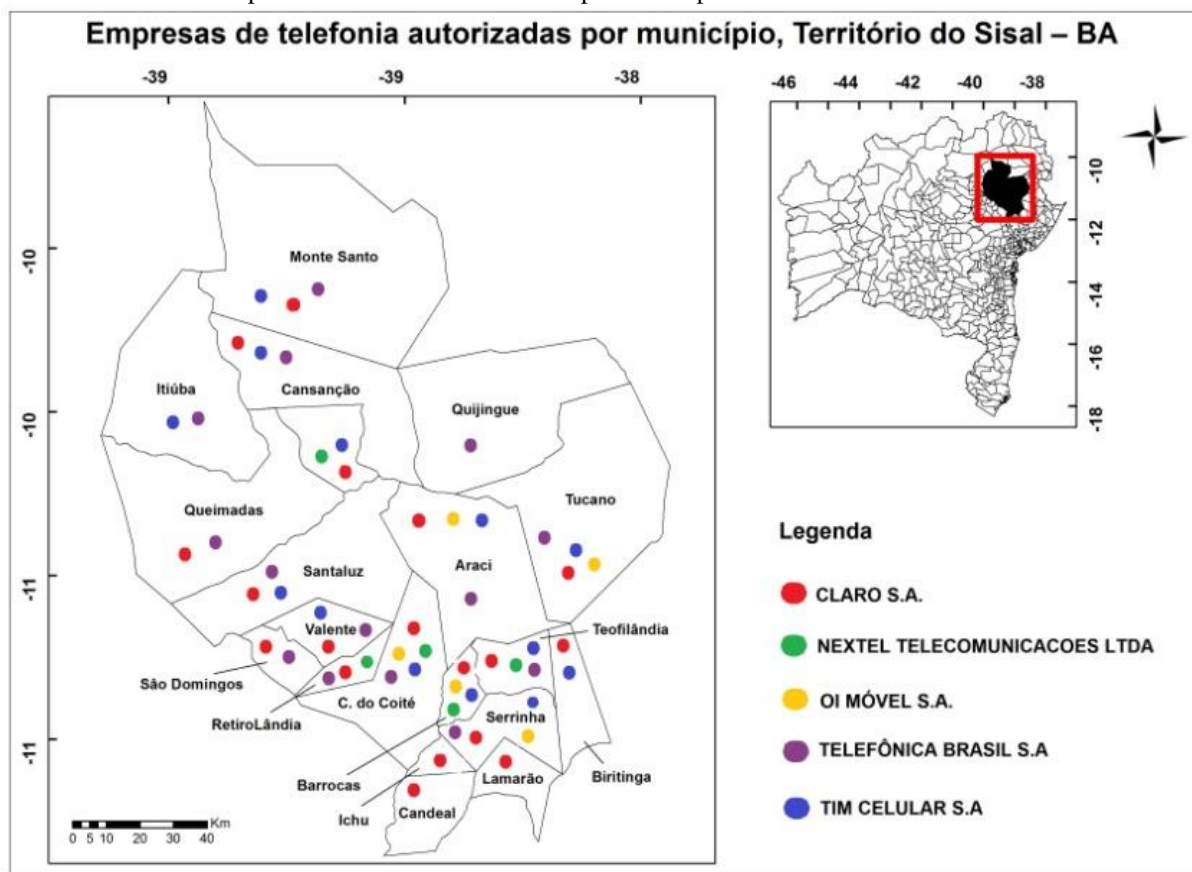 Empresas de telefonia autorizadas por município, Território do Sisal – BA
-39 -39 -38
-46 -44 -42 -40 -38
-10
-12
-14
-16
-18
-10
-10
-11
-11
Monte Santo
Cansanção
Itiúba
Quijingue
Queimadas
Tucano
Santaluz
Araci
Valente
Teofilândia
São Domingos
RetiroLândia
C. do Coité
Serrinha
Barrocas
Lamarão
Biritinga
Ichu
Candeal
0 5 10 20 30 40 Km
Legenda
CLARO S.A.
NEXTEL TELECOMUNICACOES LTDA
OI MÓVEL S.A.
TELEFÔNICA BRASIL S.A
TIM CELULAR S.A